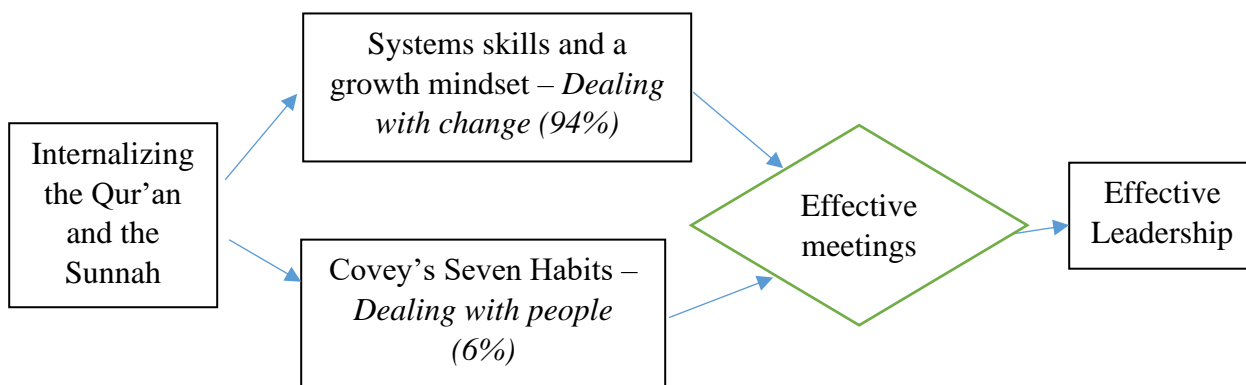 Internalizing
the Qur’an
and the
Sunnah
Systems skills and a
growth mindset – Dealing
with change (94%)
Covey’s Seven Habits –
Dealing with people
(6%)
Effective
meetings
Effective
Leadership